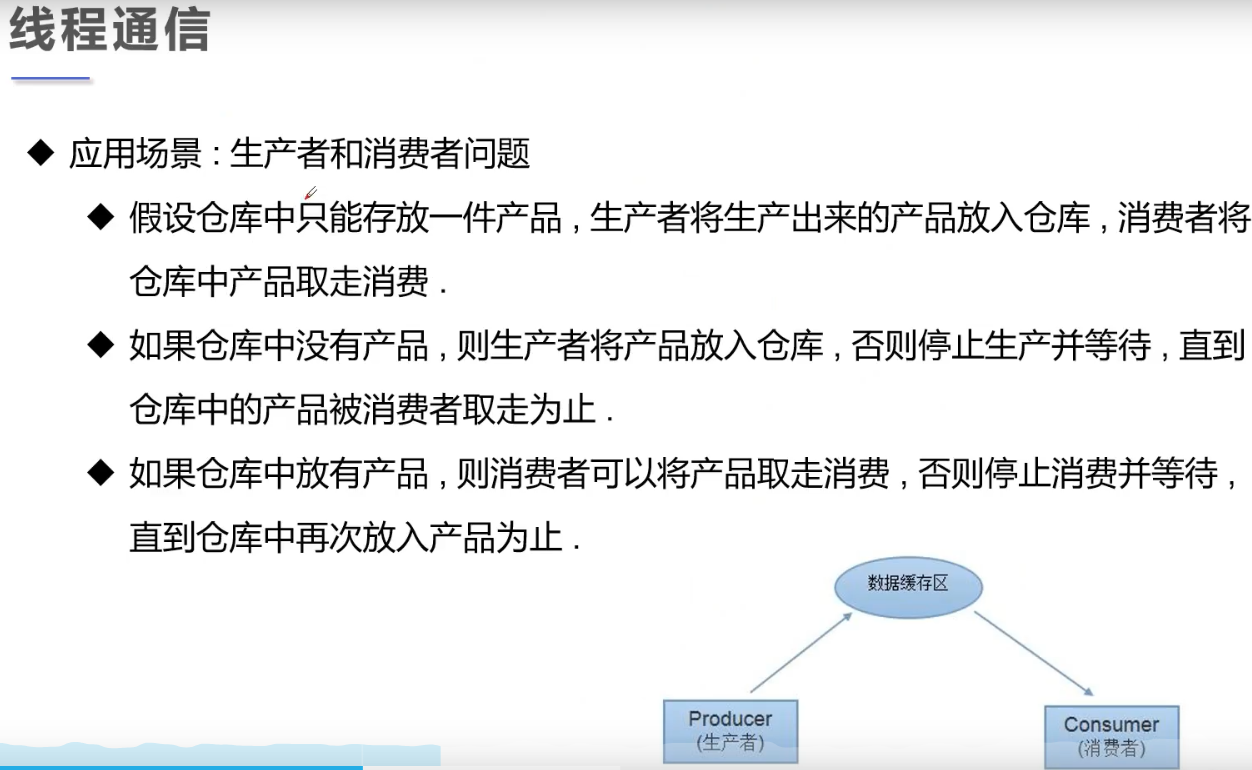 线程通信
应用场景 : 生产者和消费者问题
假设仓库中只能存放一件产品 , 生产者将生产出来的产品放入仓库 , 消费者将
仓库中产品取走消费 .
如果仓库中没有产品 , 则生产者将产品放入仓库 , 否则停止生产并等待 , 直到
仓库中的产品被消费者取走为止 .
如果仓库中放有产品 , 则消费者可以将产品取走消费 , 否则停止消费并等待 ,
直到仓库中再次放入产品为止 .
数据缓存区
Producer
(生产者)
Consumer
(消费者)